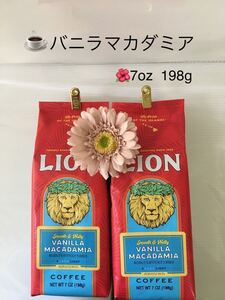 ☕バニラマカダミア
🌺7oz 198g
LION
LION
Smooth & Nutty
VANILLA
MACADAMIA
COFFEE
NET WT 7 OZ (198g)
Smooth & Nutty
VANILLA
MACADAMIA
COFFEE
NET WT 7 OZ (198g)